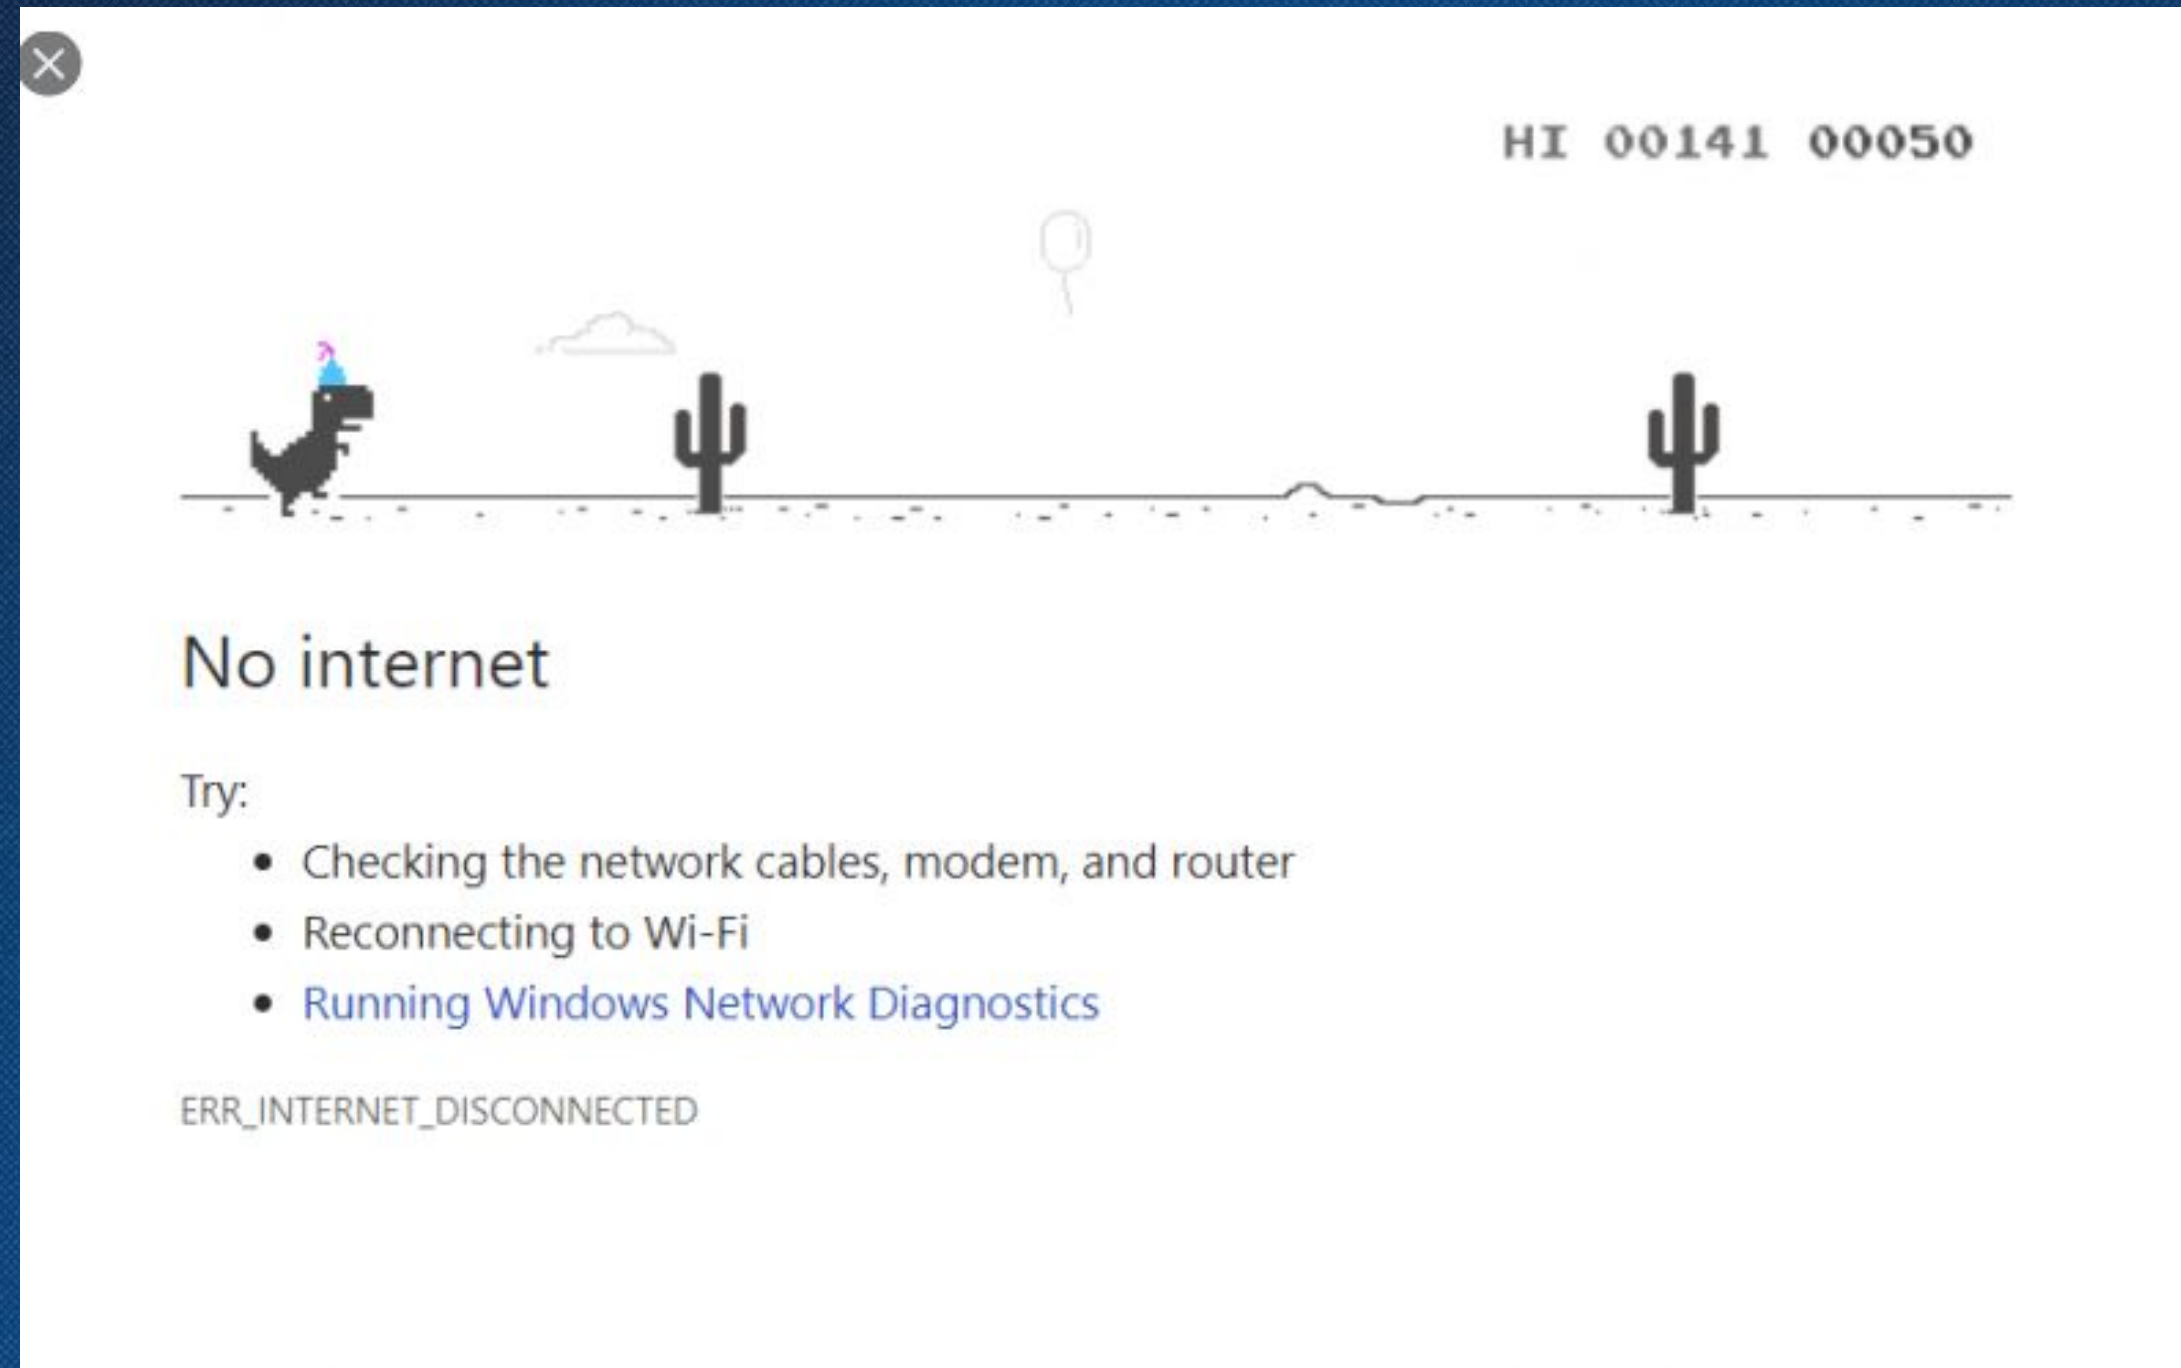 HI 00141 00050
No internet
Try:
Checking the network cables, modem, and router
Reconnecting to Wi-Fi
Running Windows Network Diagnostics
ERR_INTERNET_DISCONNECTED